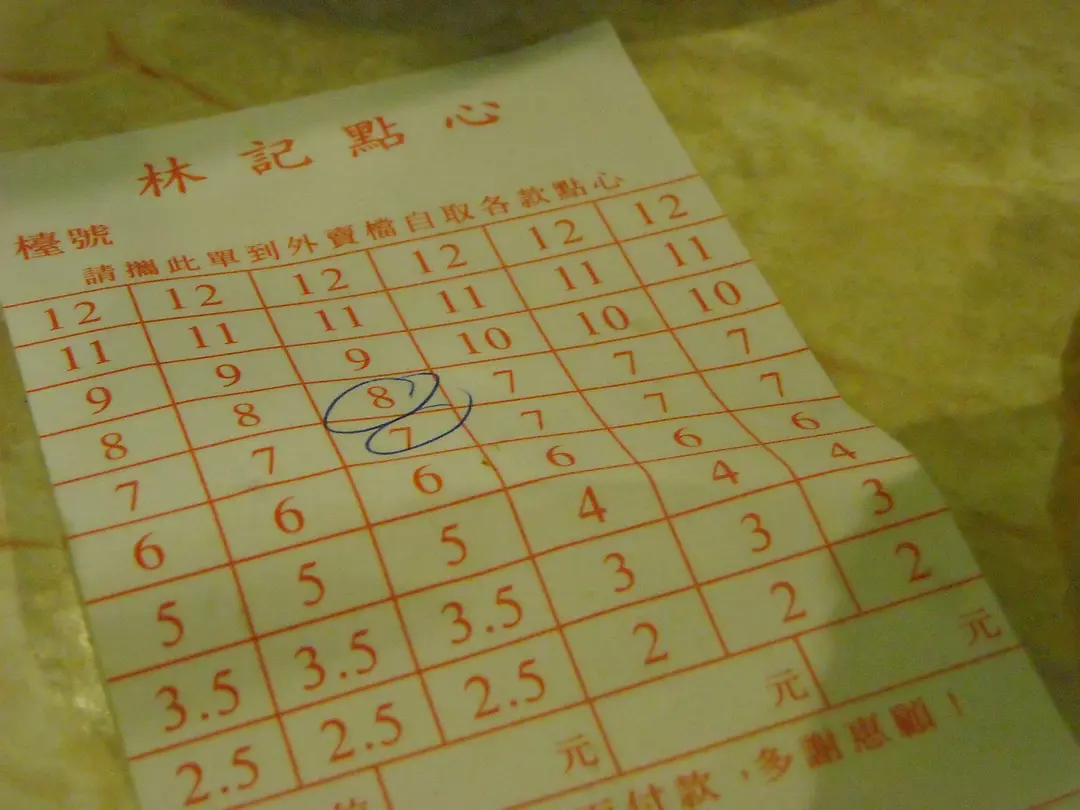 林記點心
檯號
請攜此單到外賣檔自取各款點心
12 12 12 12 12 12
11 11 11 11 11 11
9 9 9 10 10 10
8 8 8 7 7 7
7 7 7 7 7 7
6 6 6 6 6 6
5 5 5 4 4 4
3.5 3.5 3.5 3 3 3
2.5 2.5 2.5 2 2 2
元 元 元
付款，多謝惠顧！